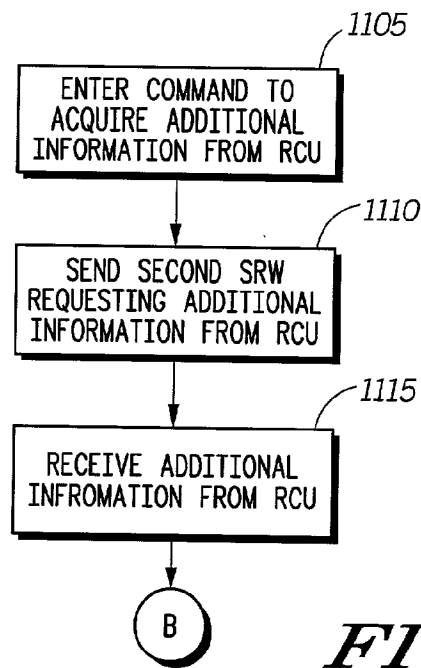 1105
ENTER COMMAND TO
ACQUIRE ADDITIONAL
INFORMATION FROM RCU
1110
SEND SECOND SRW
REQUESTING ADDITIONAL
INFORMATION FROM RCU
1115
RECEIVE ADDITIONAL
INFROMATION FROM RCU
B
FI